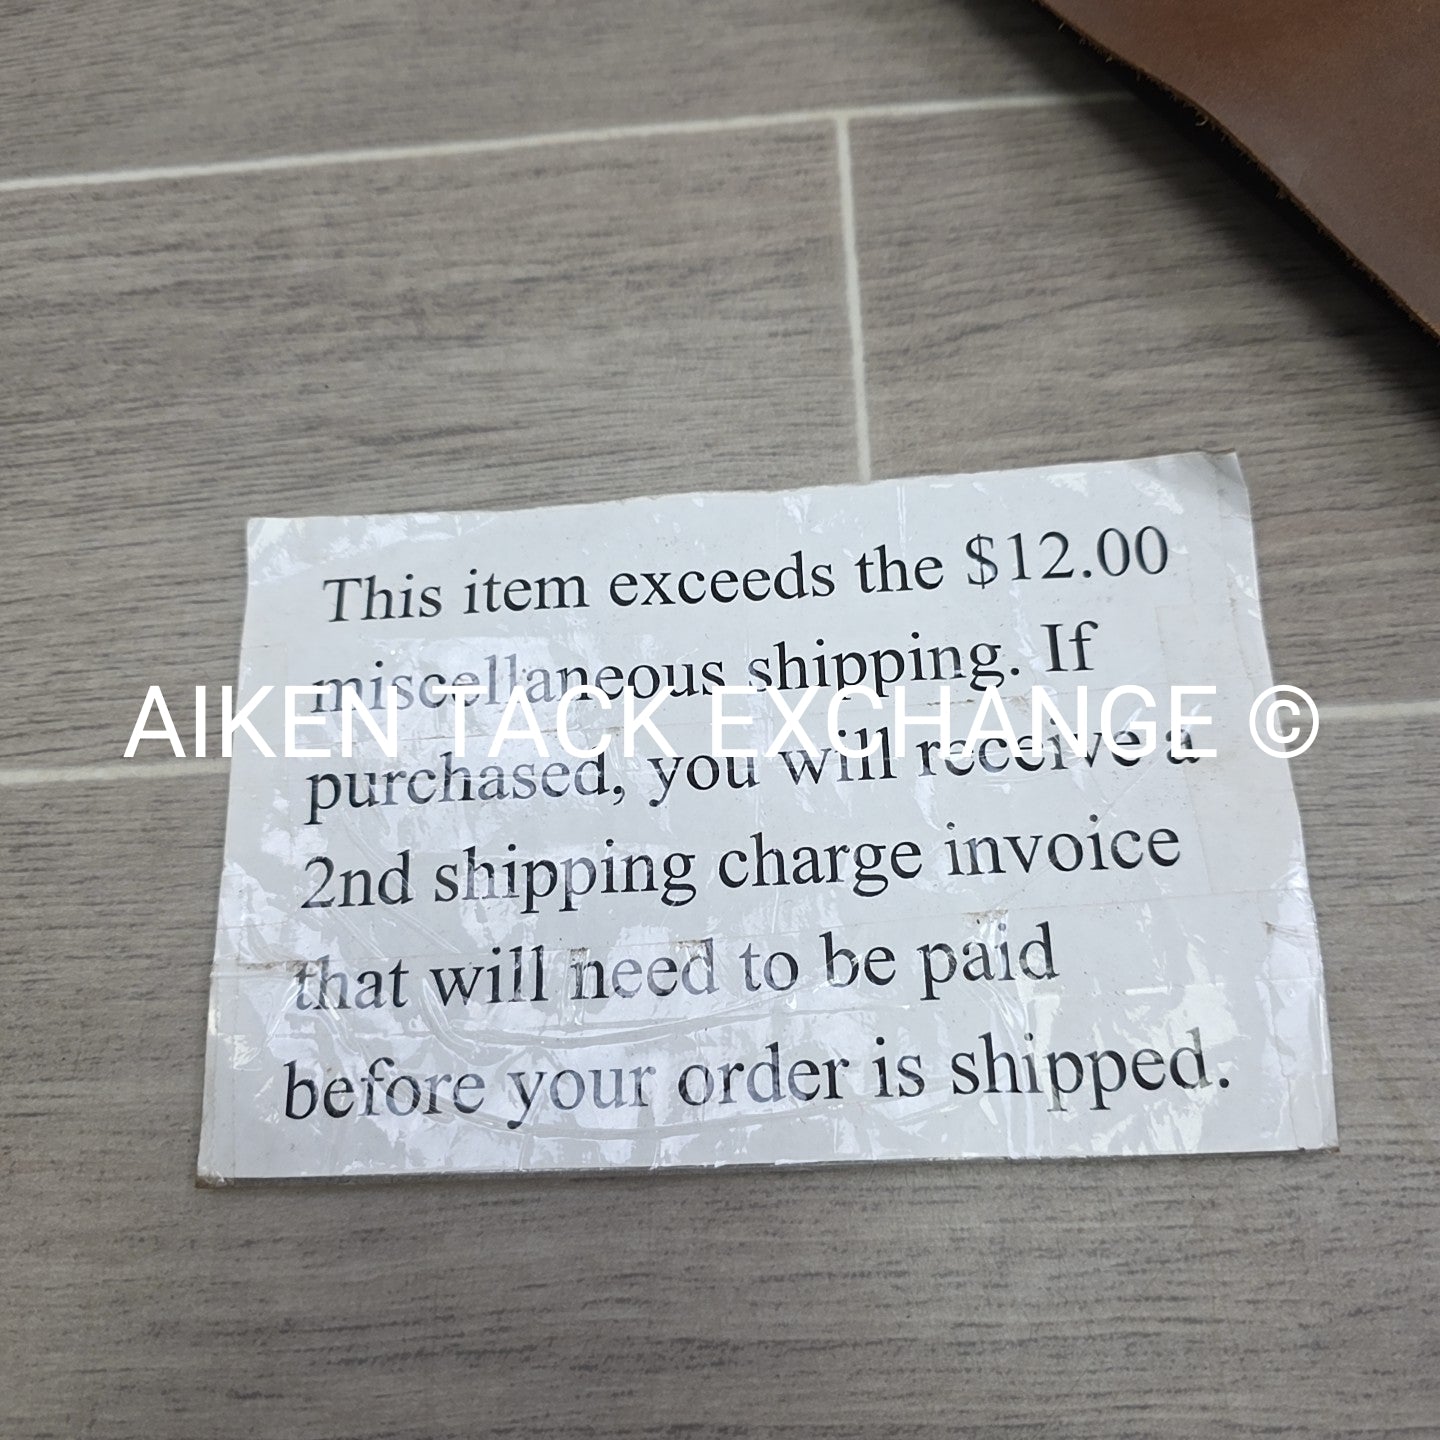 This item exceeds the $12.00
miscellaneous shipping. If
AIKEN TACK EXCHANGE ©
purchased, you will receive a
2nd shipping charge invoice
that will need to be paid
before your order is shipped.